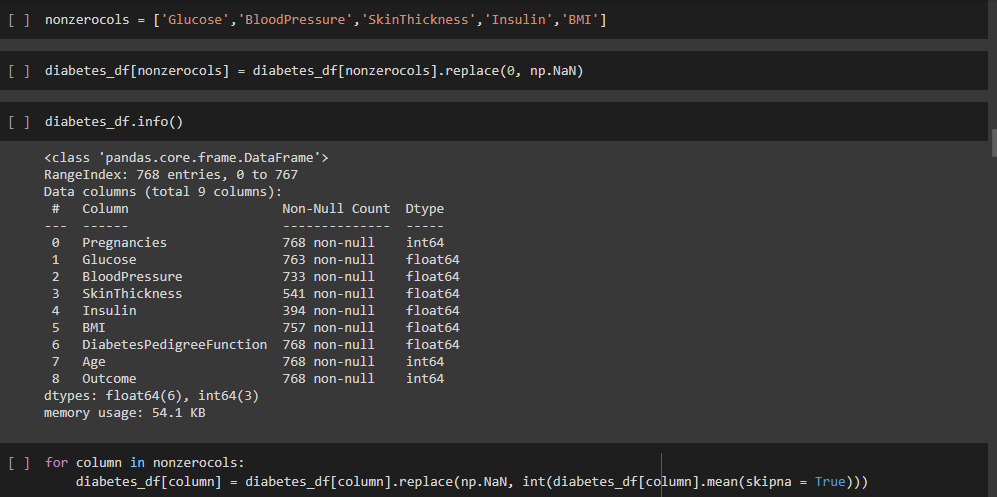 [ ] nonzerocols = ['Glucose','BloodPressure','SkinThickness','Insulin','BMI']
[ ] diabetes_df[nonzerocols] = diabetes_df[nonzerocols].replace(0, np.NaN)
[ ] diabetes_df.info()
<class 'pandas.core.frame.DataFrame'>
RangeIndex: 768 entries, 0 to 767
Data columns (total 9 columns):
 #   Column                    Non-Null Count  Dtype
---  ------                    --------------  -----
 0   Pregnancies               768 non-null    int64
 1   Glucose                   763 non-null    float64
 2   BloodPressure             733 non-null    float64
 3   SkinThickness             541 non-null    float64
 4   Insulin                   394 non-null    float64
 5   BMI                       757 non-null    float64
 6   DiabetesPedigreeFunction  768 non-null    float64
 7   Age                       768 non-null    int64
 8   Outcome                   768 non-null    int64
dtypes: float64(6), int64(3)
memory usage: 54.1 KB
[ ] for column in nonzerocols:
    diabetes_df[column] = diabetes_df[column].replace(np.NaN, int(diabetes_df[column].mean(skipna = True)))